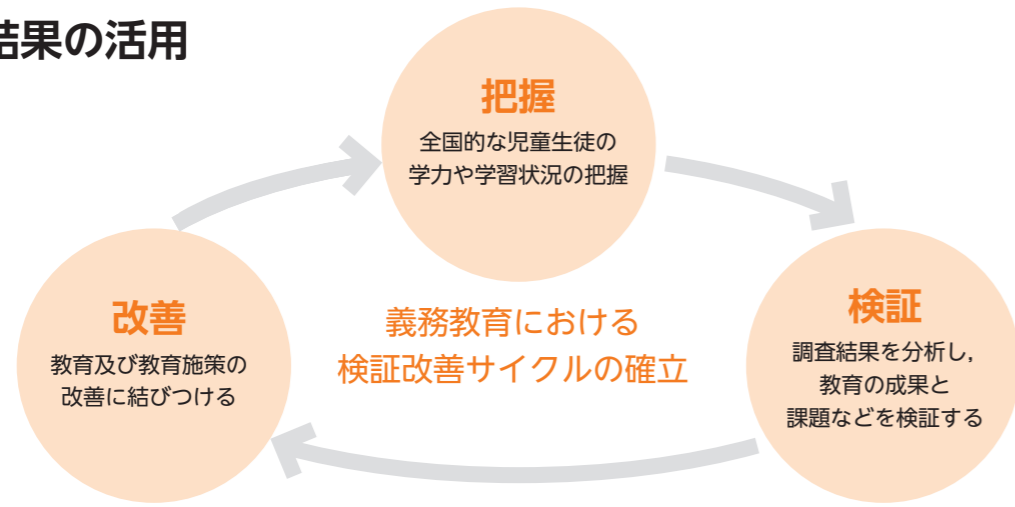 結果の活用
把握
全国的な児童生徒の
学力や学習状況の把握
検証
調査結果を分析し,
教育の成果と
課題などを検証する
改善
教育及び教育施策の
改善に結びつける
義務教育における
検証改善サイクルの確立